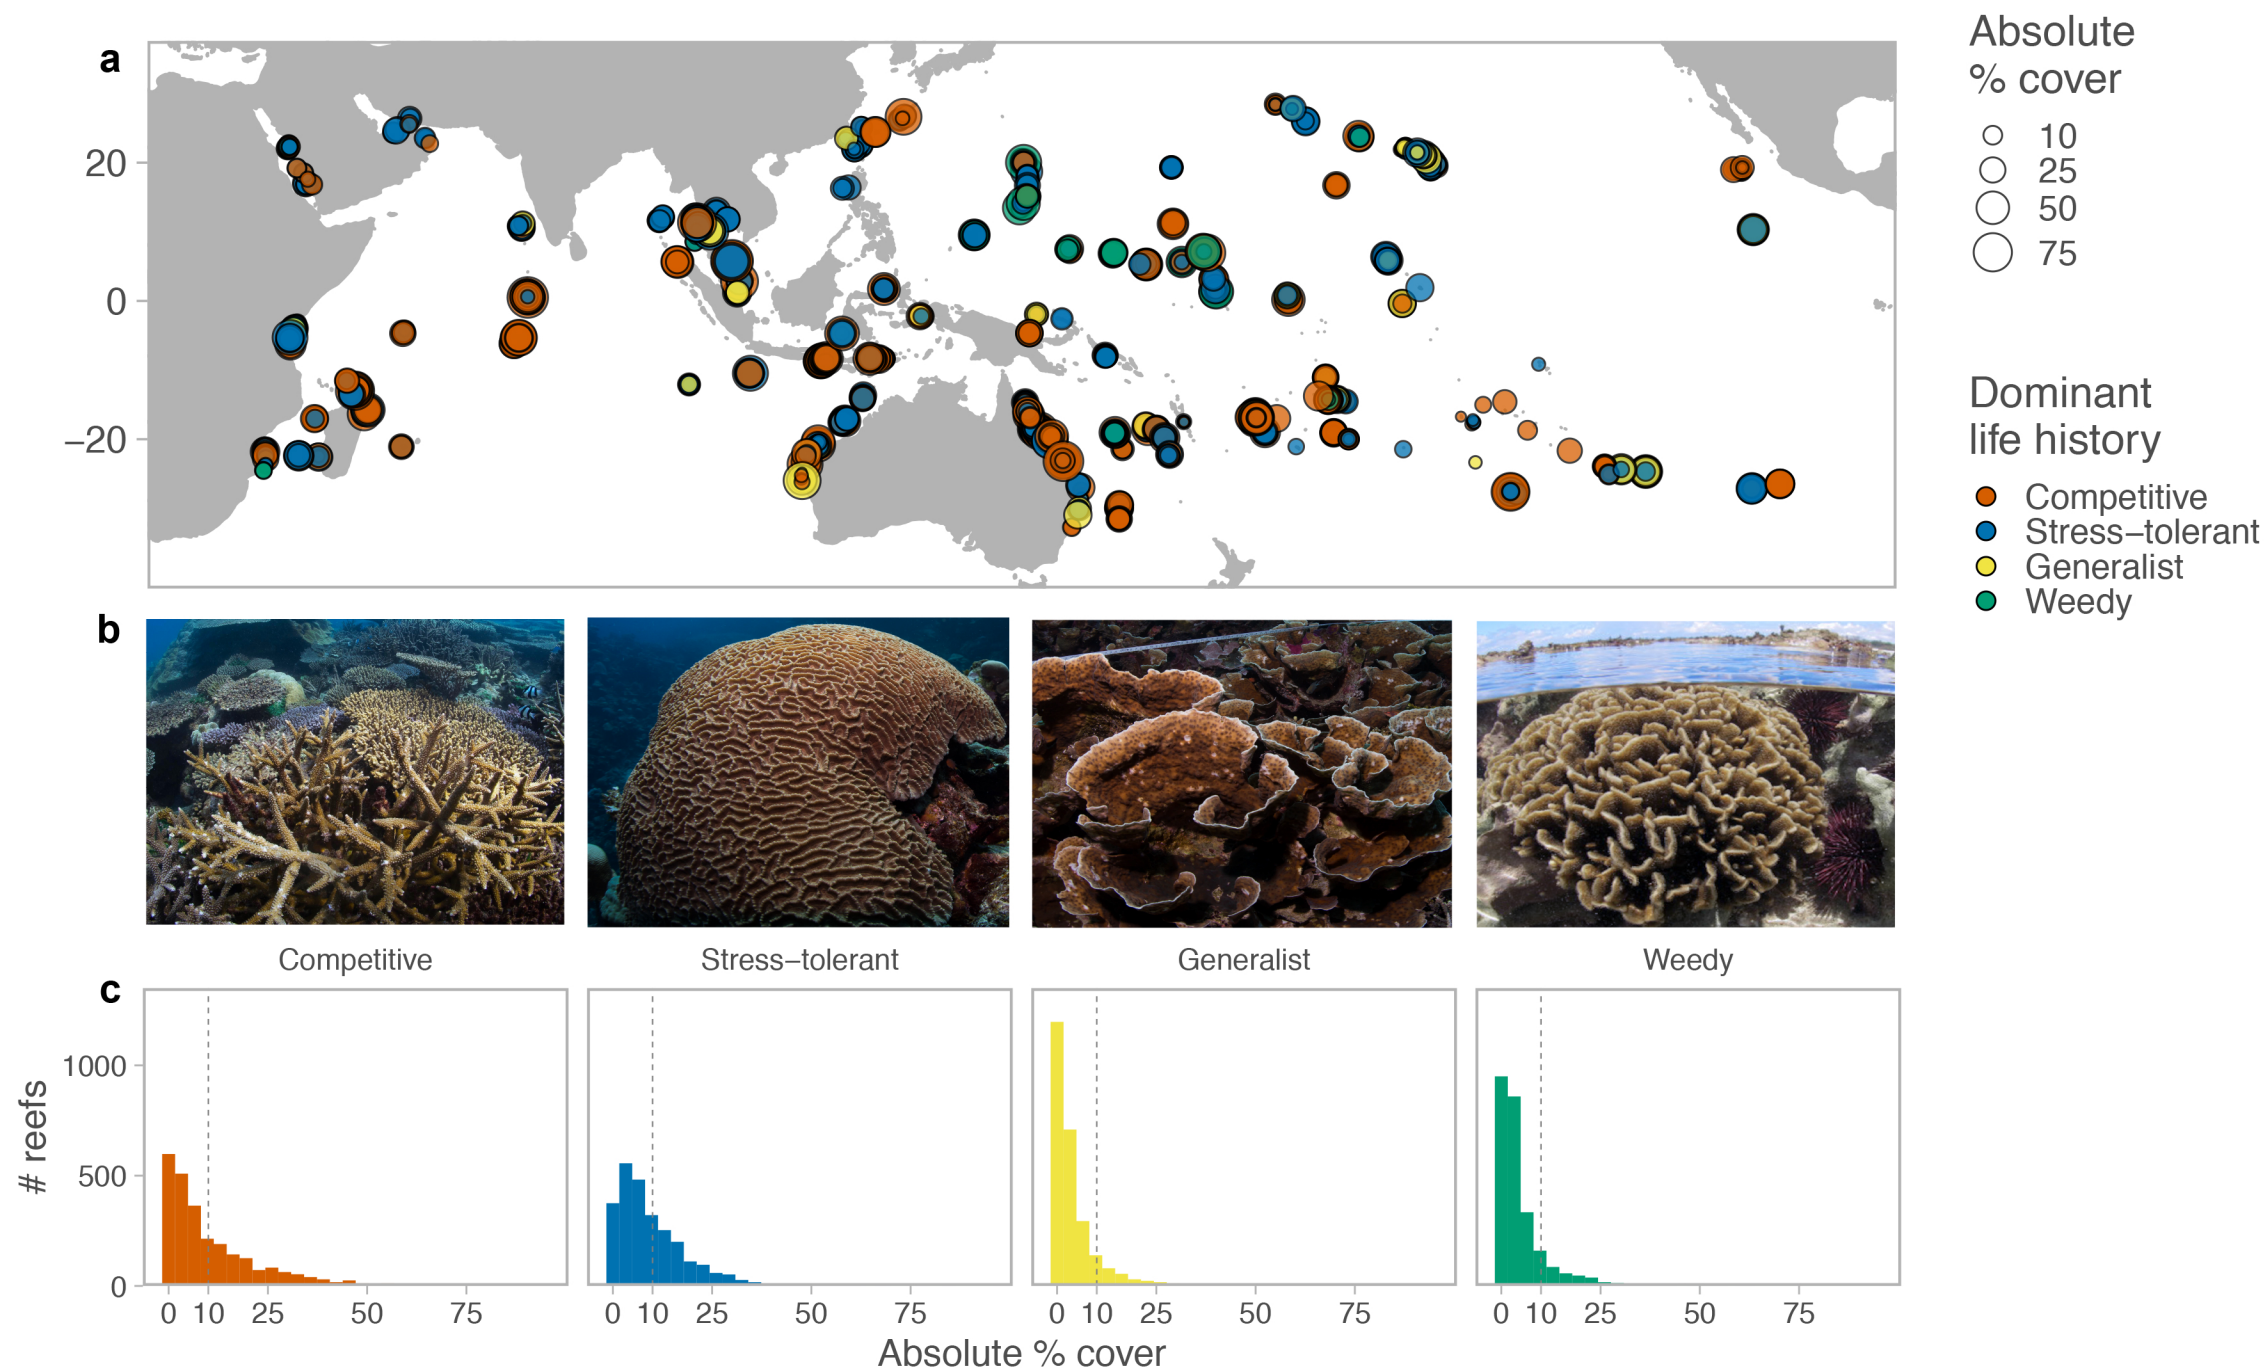 a
20
0
−20
Absolute
% cover
10
25
50
75
Dominant
life history
Competitive
Stress−tolerant
Generalist
Weedy
b
Competitive
Stress−tolerant
Generalist
Weedy
c
# reefs
1000
500
0
0 10 25 50 75
0 10 25 50 75
0 10 25 50 75
0 10 25 50 75
Absolute % cover